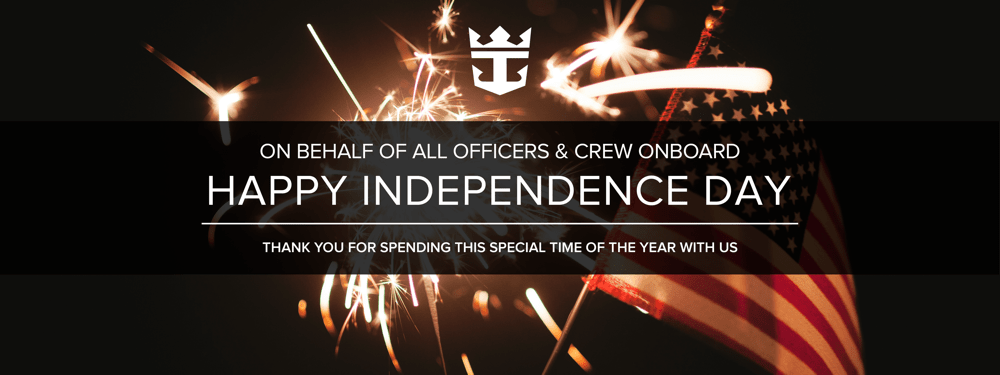 ON BEHALF OF ALL OFFICERS & CREW ONBOARD
HAPPY INDEPENDENCE DAY
THANK YOU FOR SPENDING THIS SPECIAL TIME OF THE YEAR WITH US